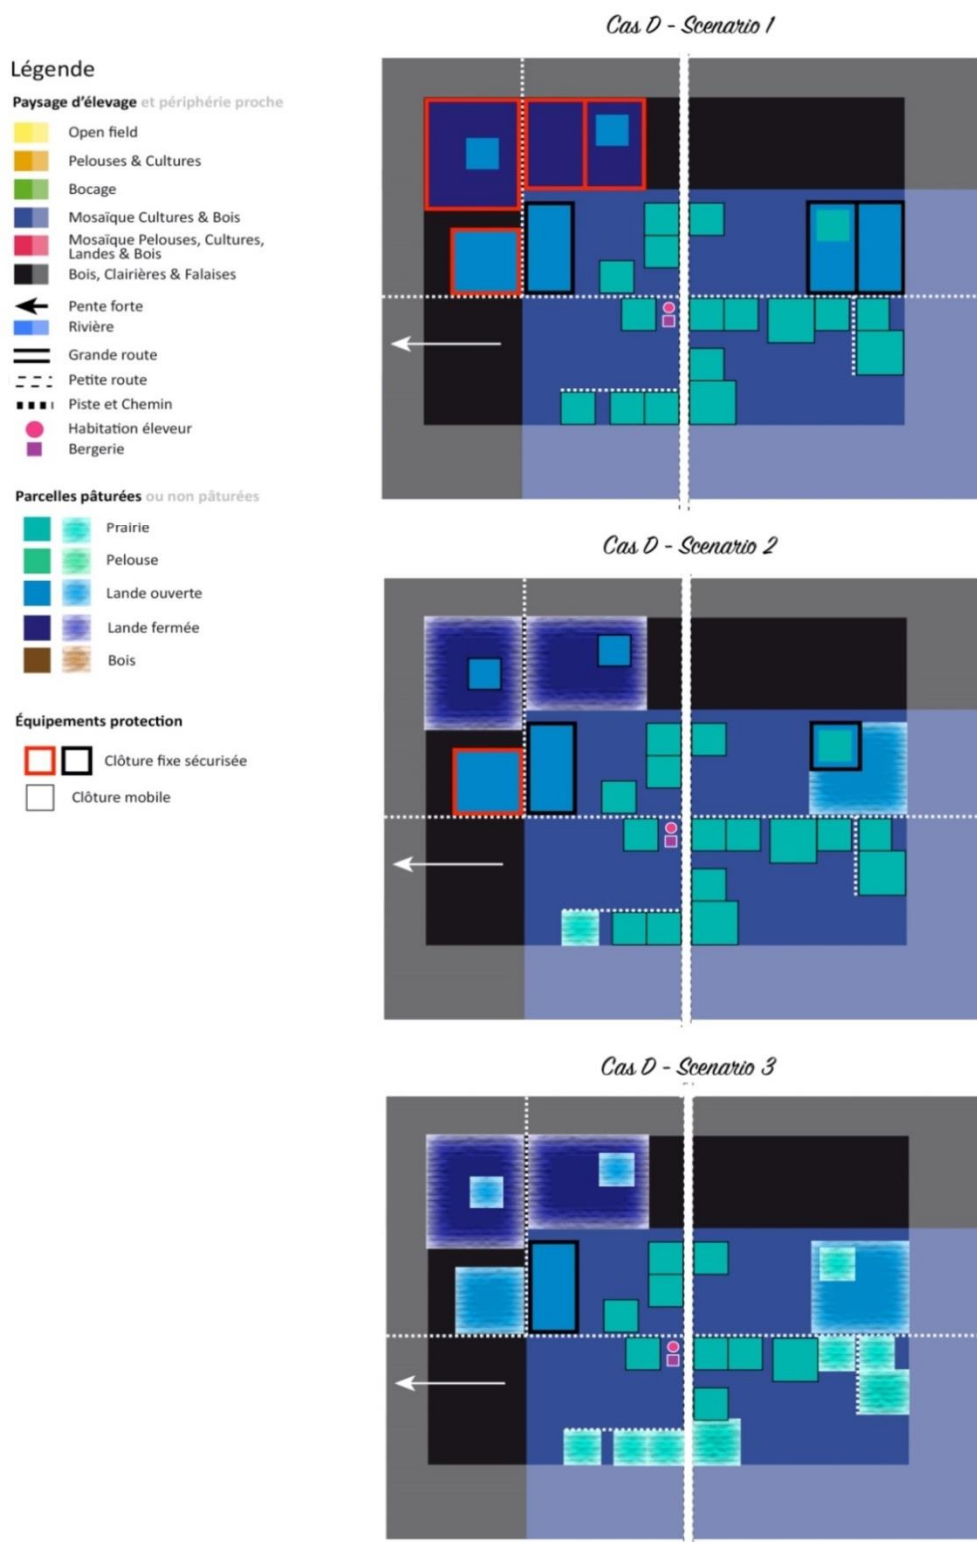 Cas D - Scenario 1
Légende
Paysage d'élevage et périphérie proche
Open field
Pelouses & Cultures
Bocage
Mosaïque Cultures & Bois
Mosaïque Pelouses, Cultures,
Landes & Bois
Bois, Clairières & Falaises
Pente forte
Rivière
Grande route
Petite route
Piste et Chemin
Habitation éleveur
Bergerie
Parcelles pâturées ou non pâturées
Prairie
Pelouse
Lande ouverte
Lande fermée
Bois
Équipements protection
Clôture fixe sécurisée
Clôture mobile
Cas D - Scenario 2
Cas D - Scenario 3